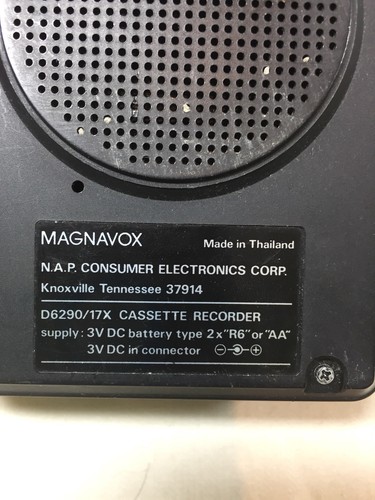 MAGNAVOX Made in Thailand
N.A.P. CONSUMER ELECTRONICS CORP.
Knoxville Tennessee 37914
D6290/17X CASSETTE RECORDER
supply: 3V DC battery type 2x"R6" or "AA"
3V DC in connector